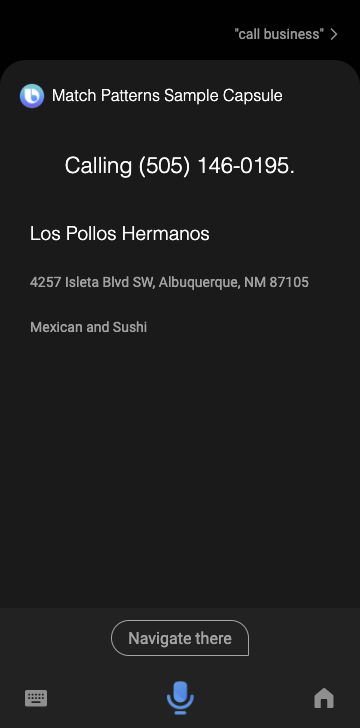 "call business"
Match Patterns Sample Capsule
Calling (505) 146-0195.
Los Pollos Hermanos
4257 Isleta Blvd SW, Albuquerque, NM 87105
Mexican and Sushi
Navigate there